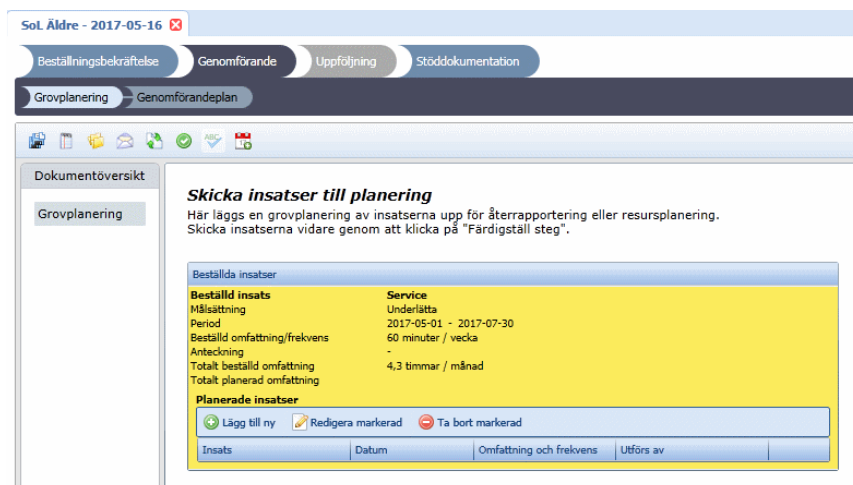 SoL Äldre - 2017-05-16
Beställningsbekräftelse Genomförande Uppföljning Stöddokumentation
Grovplanering Genomförandeplan
Dokumentöversikt
Grovplanering
Skicka insatser till planering
Här läggs en grovplanering av insatserna upp för återrapportering eller resursplanering.
Skicka insatserna vidare genom att klicka på "Färdigställ steg".
Beställda insatser
Beställd insats Service
Målsättning Underlätta
Period 2017-05-01 - 2017-07-30
Beställd omfattning/frekvens 60 minuter / vecka
Anteckning -
Totalt beställd omfattning 4,3 timmar / månad
Totalt planerad omfattning
Planerade insatser
Lägg till ny Redigera markerad Ta bort markerad
Insats Datum Omfattning och frekvens Utförs av